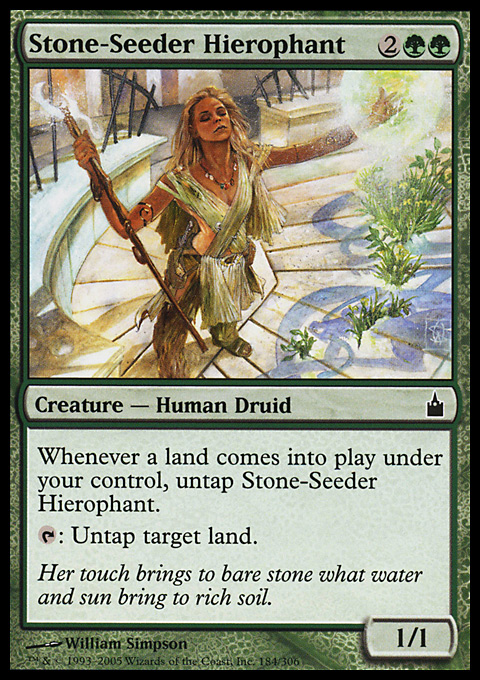 Stone-Seeder Hierophant 2
Creature — Human Druid
Whenever a land comes into play under
your control, untap Stone-Seeder
Hierophant.
: Untap target land.
Her touch brings to bare stone what water
and sun bring to rich soil.
William Simpson
1/1
™ & © 1993–2005 Wizards of the Coast, Inc. 184/306